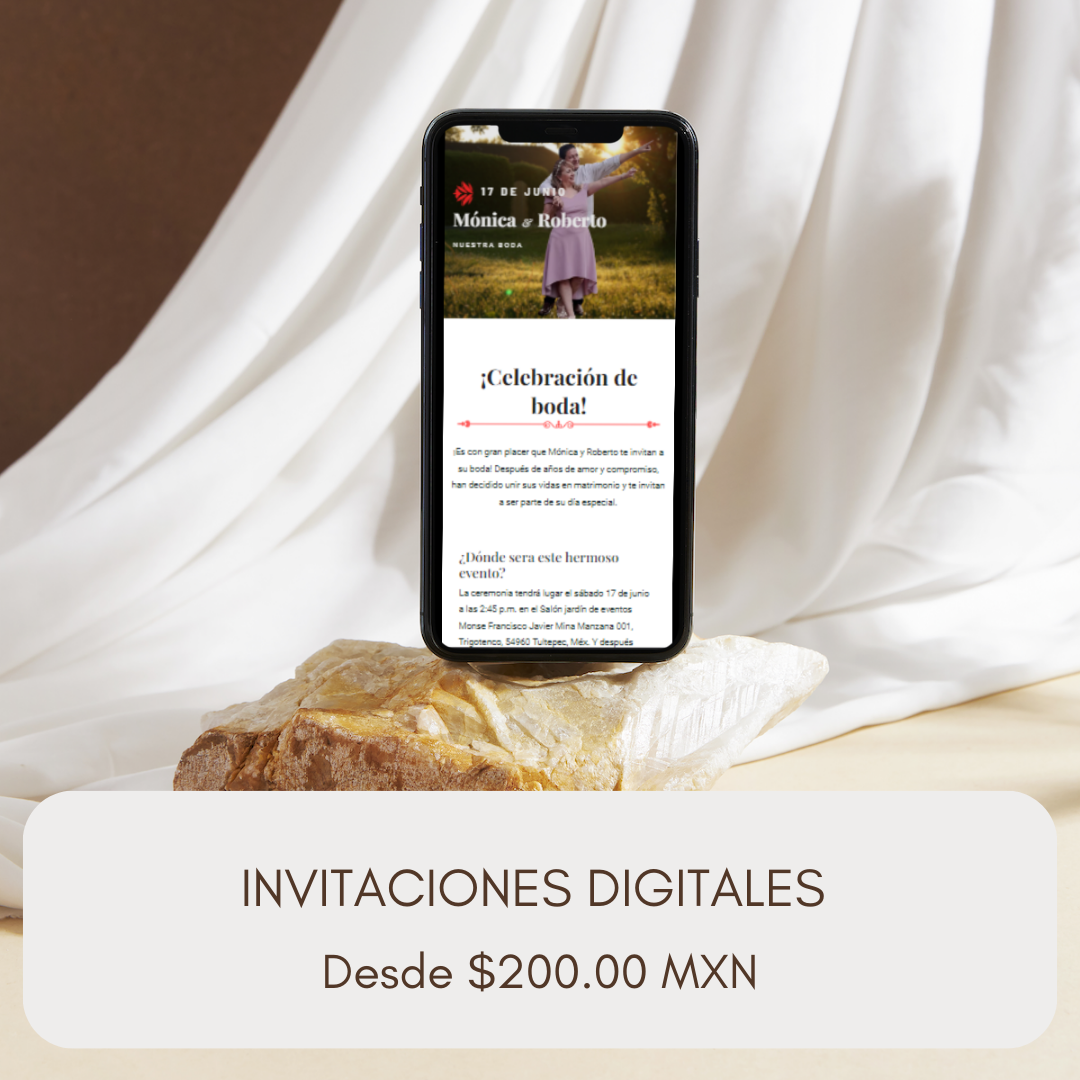 17 DE JUNIO
Mónica & Roberto
NUESTRA BODA
¡Celebración de
boda!
¡Es con gran placer que Mónica y Roberto te invitan a
su boda! Después de años de amor y compromiso,
han decidido unir sus vidas en matrimonio y te invitan
a ser parte de su día especial.
¿Dónde sera este hermoso
evento?
La ceremonia tendrá lugar el sábado 17 de junio
a las 2:45 p.m. en el Salón jardín de eventos
Monse Francisco Javier Mina Manzana 001,
Trigotenco, 54960 Tultepec, Méx. Y después
INVITACIONES DIGITALES
Desde $200.00 MXN